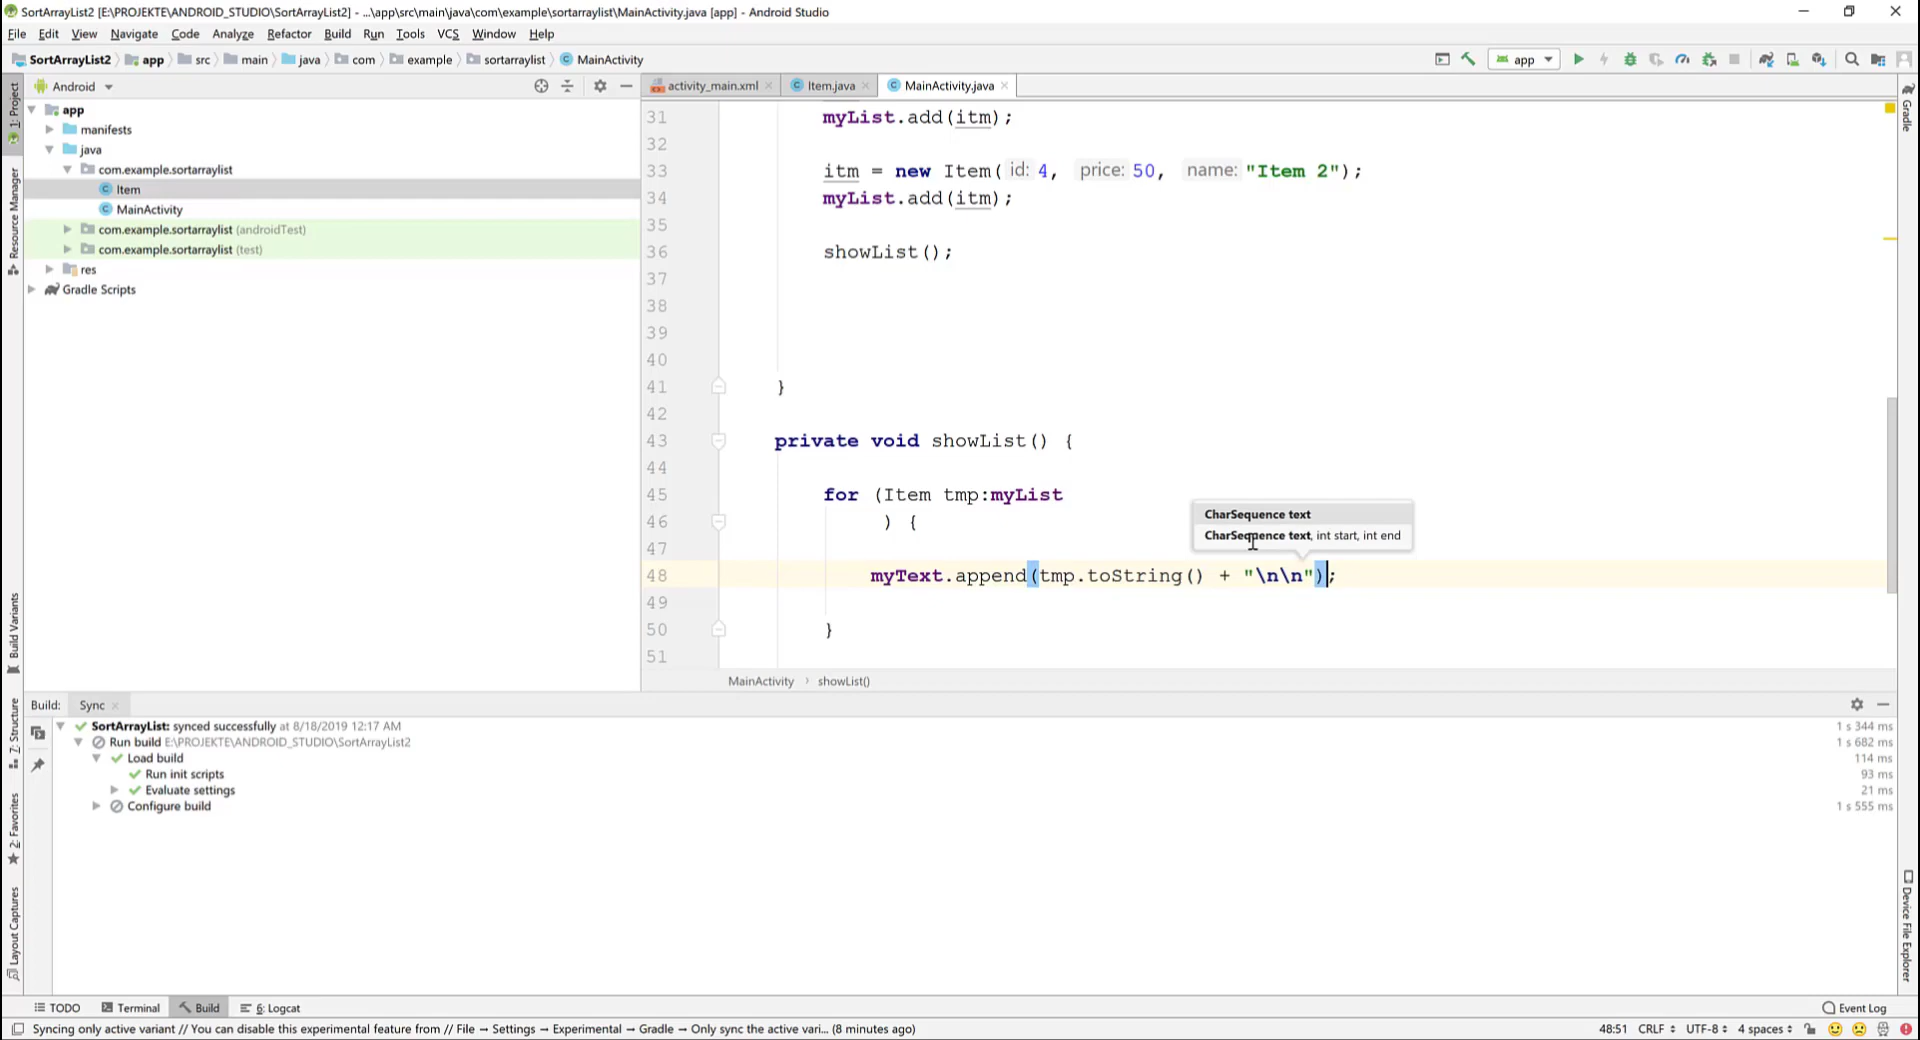 SortArrayList2 [E:\PROJEKTE\ANDROID_STUDIO\SortArrayList2] - ...\app\src\main\java\com\example\sortarraylist\MainActivity.java [app] - Android Studio
File Edit View Navigate Code Analyze Refactor Build Run Tools VCS Window Help
SortArrayList2 app src main java com example sortarraylist MainActivity
app
1: Project
Resource Manager
Build Variants
7: Structure
2: Favorites
Layout Captures
Android
app
manifests
java
com.example.sortarraylist
Item
MainActivity
com.example.sortarraylist (androidTest)
com.example.sortarraylist (test)
res
Gradle Scripts
activity_main.xml Item.java MainActivity.java
31 myList.add(itm);
32
33 itm = new Item( id: 4, price: 50, name: "Item 2");
34 myList.add(itm);
35
36 showList();
37
38
39
40
41 }
42
43 private void showList() {
44
45 for (Item tmp:myList
46 ) {
47
48 myText.append(tmp.toString() + "\n\n");
49
50 }
51
CharSequence text
CharSequence text, int start, int end
MainActivity showList()
Gradle
Device File Explorer
Build: Sync
SortArrayList: synced successfully at 8/18/2019 12:17 AM 1 s 344 ms
Run build E:\PROJEKTE\ANDROID_STUDIO\SortArrayList2 1 s 682 ms
Load build 114 ms
Run init scripts 93 ms
Evaluate settings 21 ms
Configure build 1 s 555 ms
TODO Terminal Build 6: Logcat Event Log
Syncing only active variant // You can disable this experimental feature from // File → Settings → Experimental → Gradle → Only sync the active vari... (8 minutes ago) 48:51 CRLF UTF-8 4 spaces